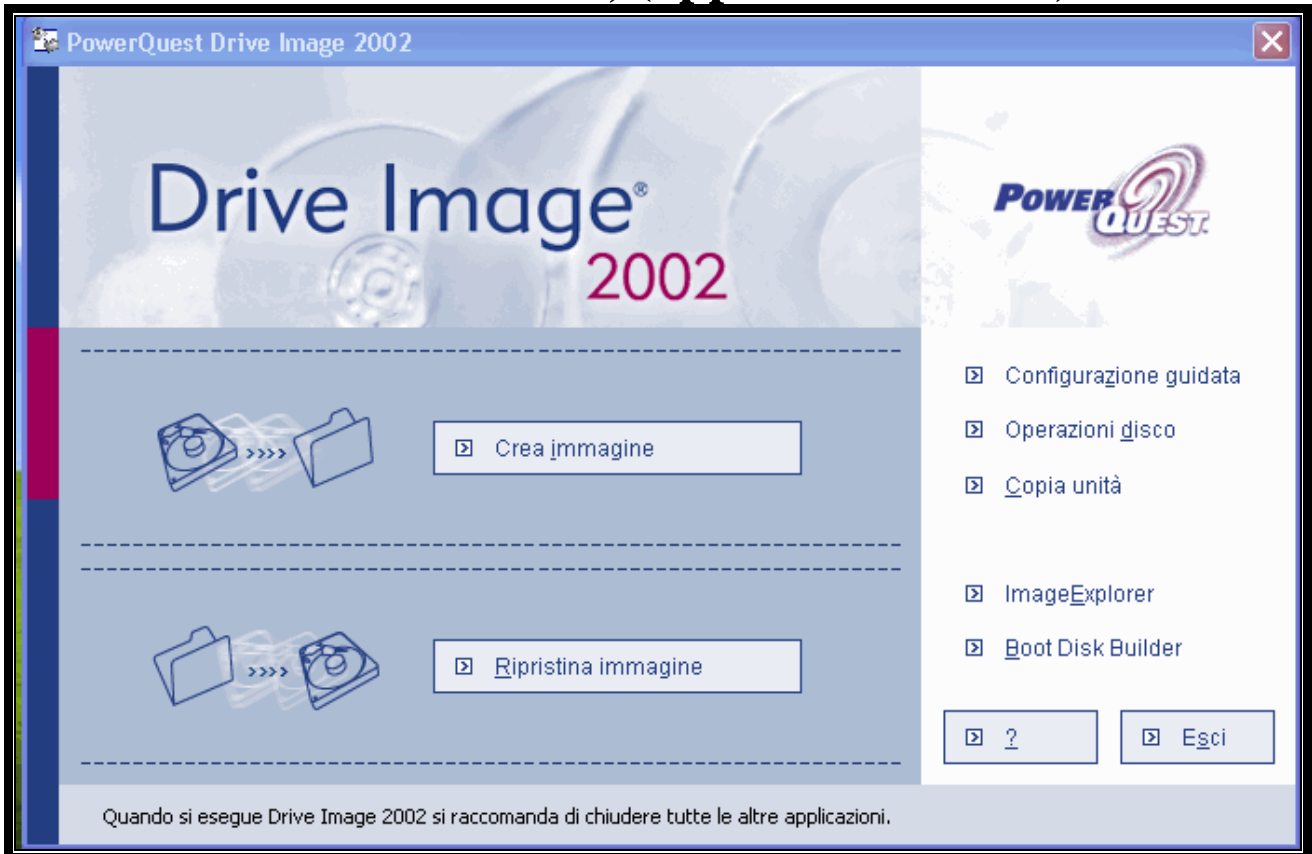 PowerQuest Drive Image 2002
Drive Image®
2002
POWER
QUEST.
Crea immagine
Ripristina immagine
Configurazione guidata
Operazioni disco
Copia unità
ImageExplorer
Boot Disk Builder
?
Esci
Quando si esegue Drive Image 2002 si raccomanda di chiudere tutte le altre applicazioni.